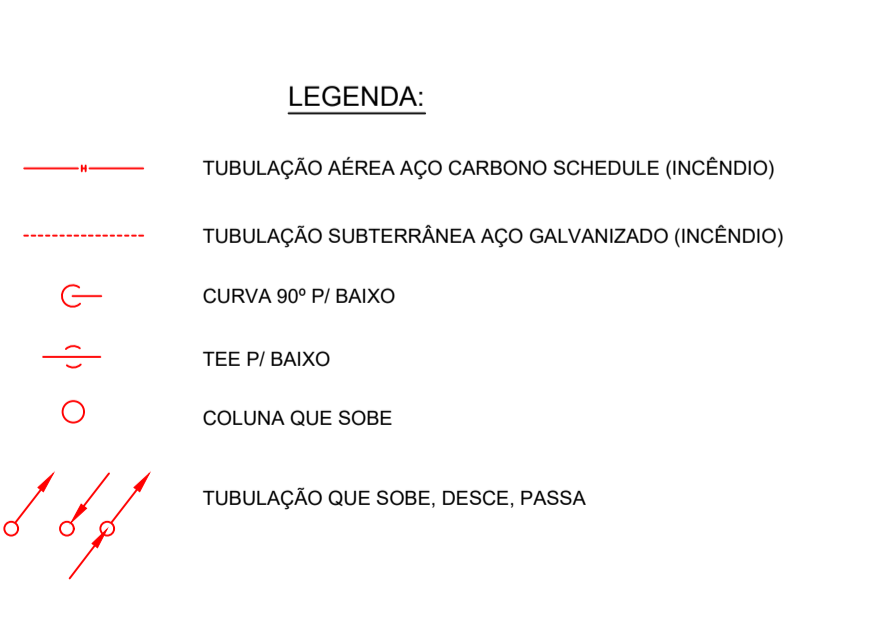 LEGENDA:
H
TUBULAÇÃO AÉREA AÇO CARBONO SCHEDULE (INCÊNDIO)
TUBULAÇÃO SUBTERRÂNEA AÇO GALVANIZADO (INCÊNDIO)
CURVA 90º P/ BAIXO
TEE P/ BAIXO
COLUNA QUE SOBE
TUBULAÇÃO QUE SOBE, DESCE, PASSA